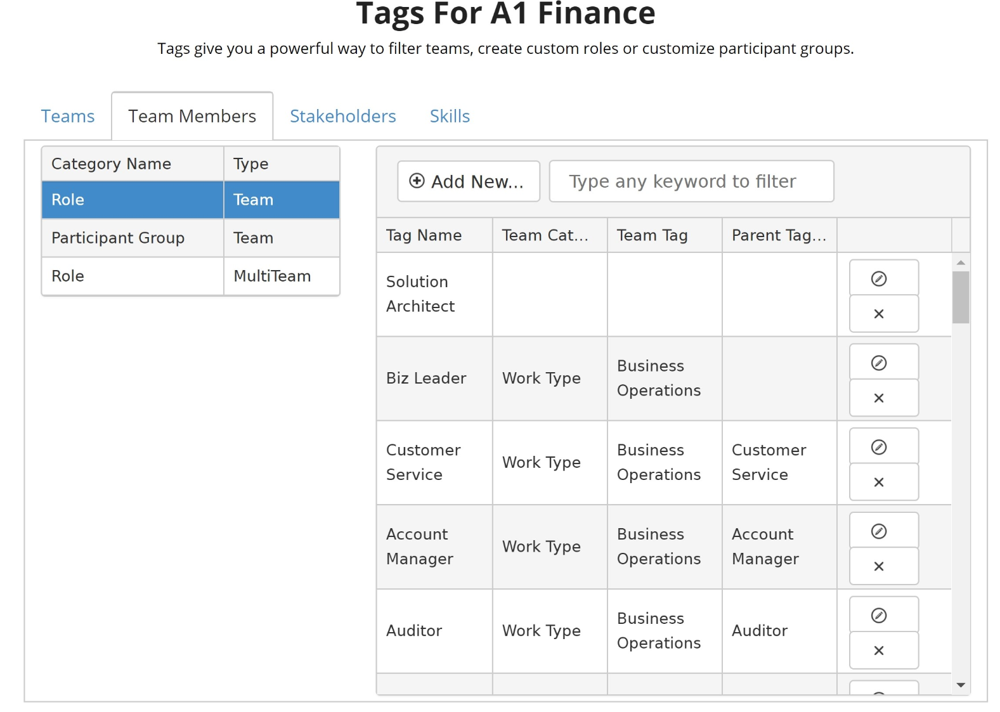 Tags For A1 Finance
Tags give you a powerful way to filter teams, create custom roles or customize participant groups.
Teams
Team Members
Stakeholders
Skills
Category Name
Type
Role
Team
Participant Group
Team
Role
MultiTeam
Add New...
Type any keyword to filter
Tag Name
Team Cat...
Team Tag
Parent Tag...
Solution
Architect
Biz Leader
Work Type
Business
Operations
Customer
Service
Work Type
Business
Operations
Customer
Service
Account
Manager
Work Type
Business
Operations
Account
Manager
Auditor
Work Type
Business
Operations
Auditor